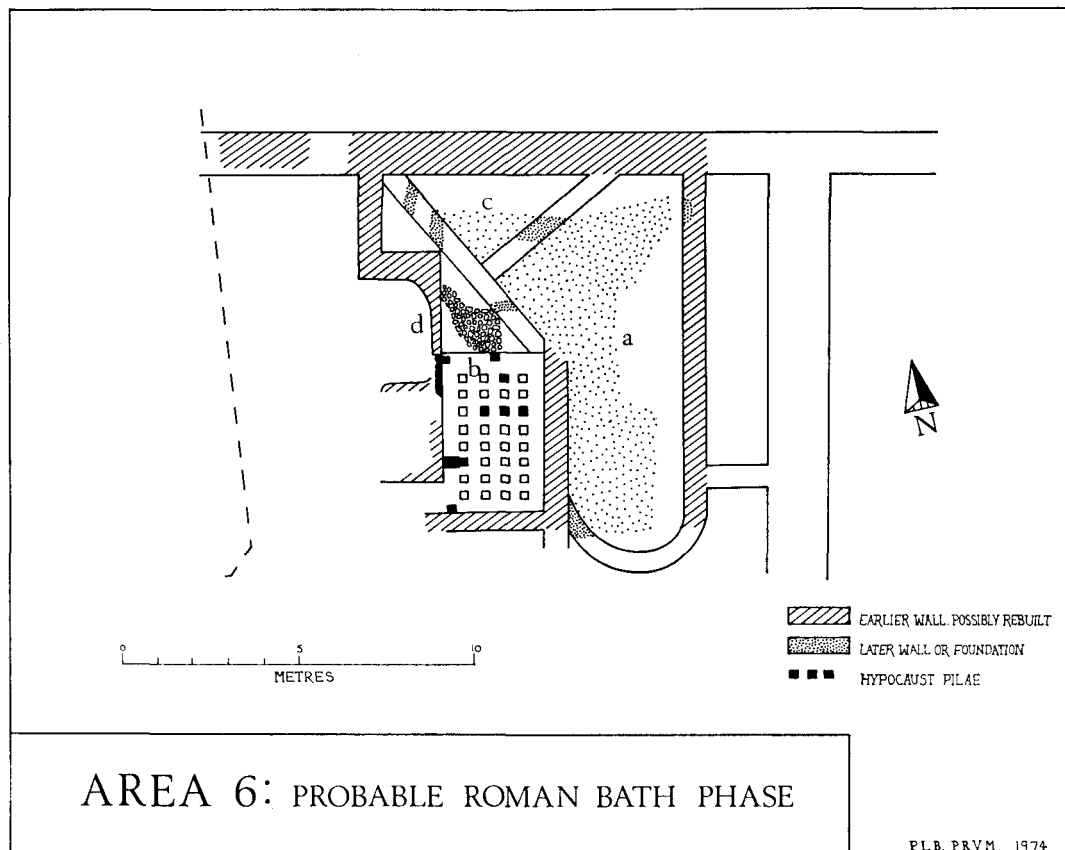 c
d
a
b
N
0 5 10
METRES
EARLIER WALL. POSSIBLY REBUILT
LATER WALL OR FOUNDATION
HYPOCAUST PILAE
AREA 6: PROBABLE ROMAN BATH PHASE
P.L.B. PRVM. 1974